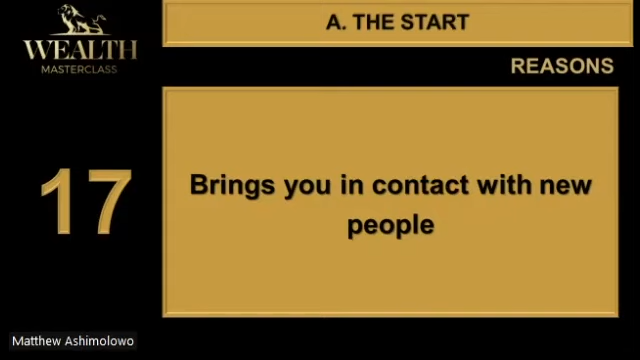 WEALTH
MASTERCLASS
A. THE START
REASONS
17
Brings you in contact with new
people
Matthew Ashimolowo